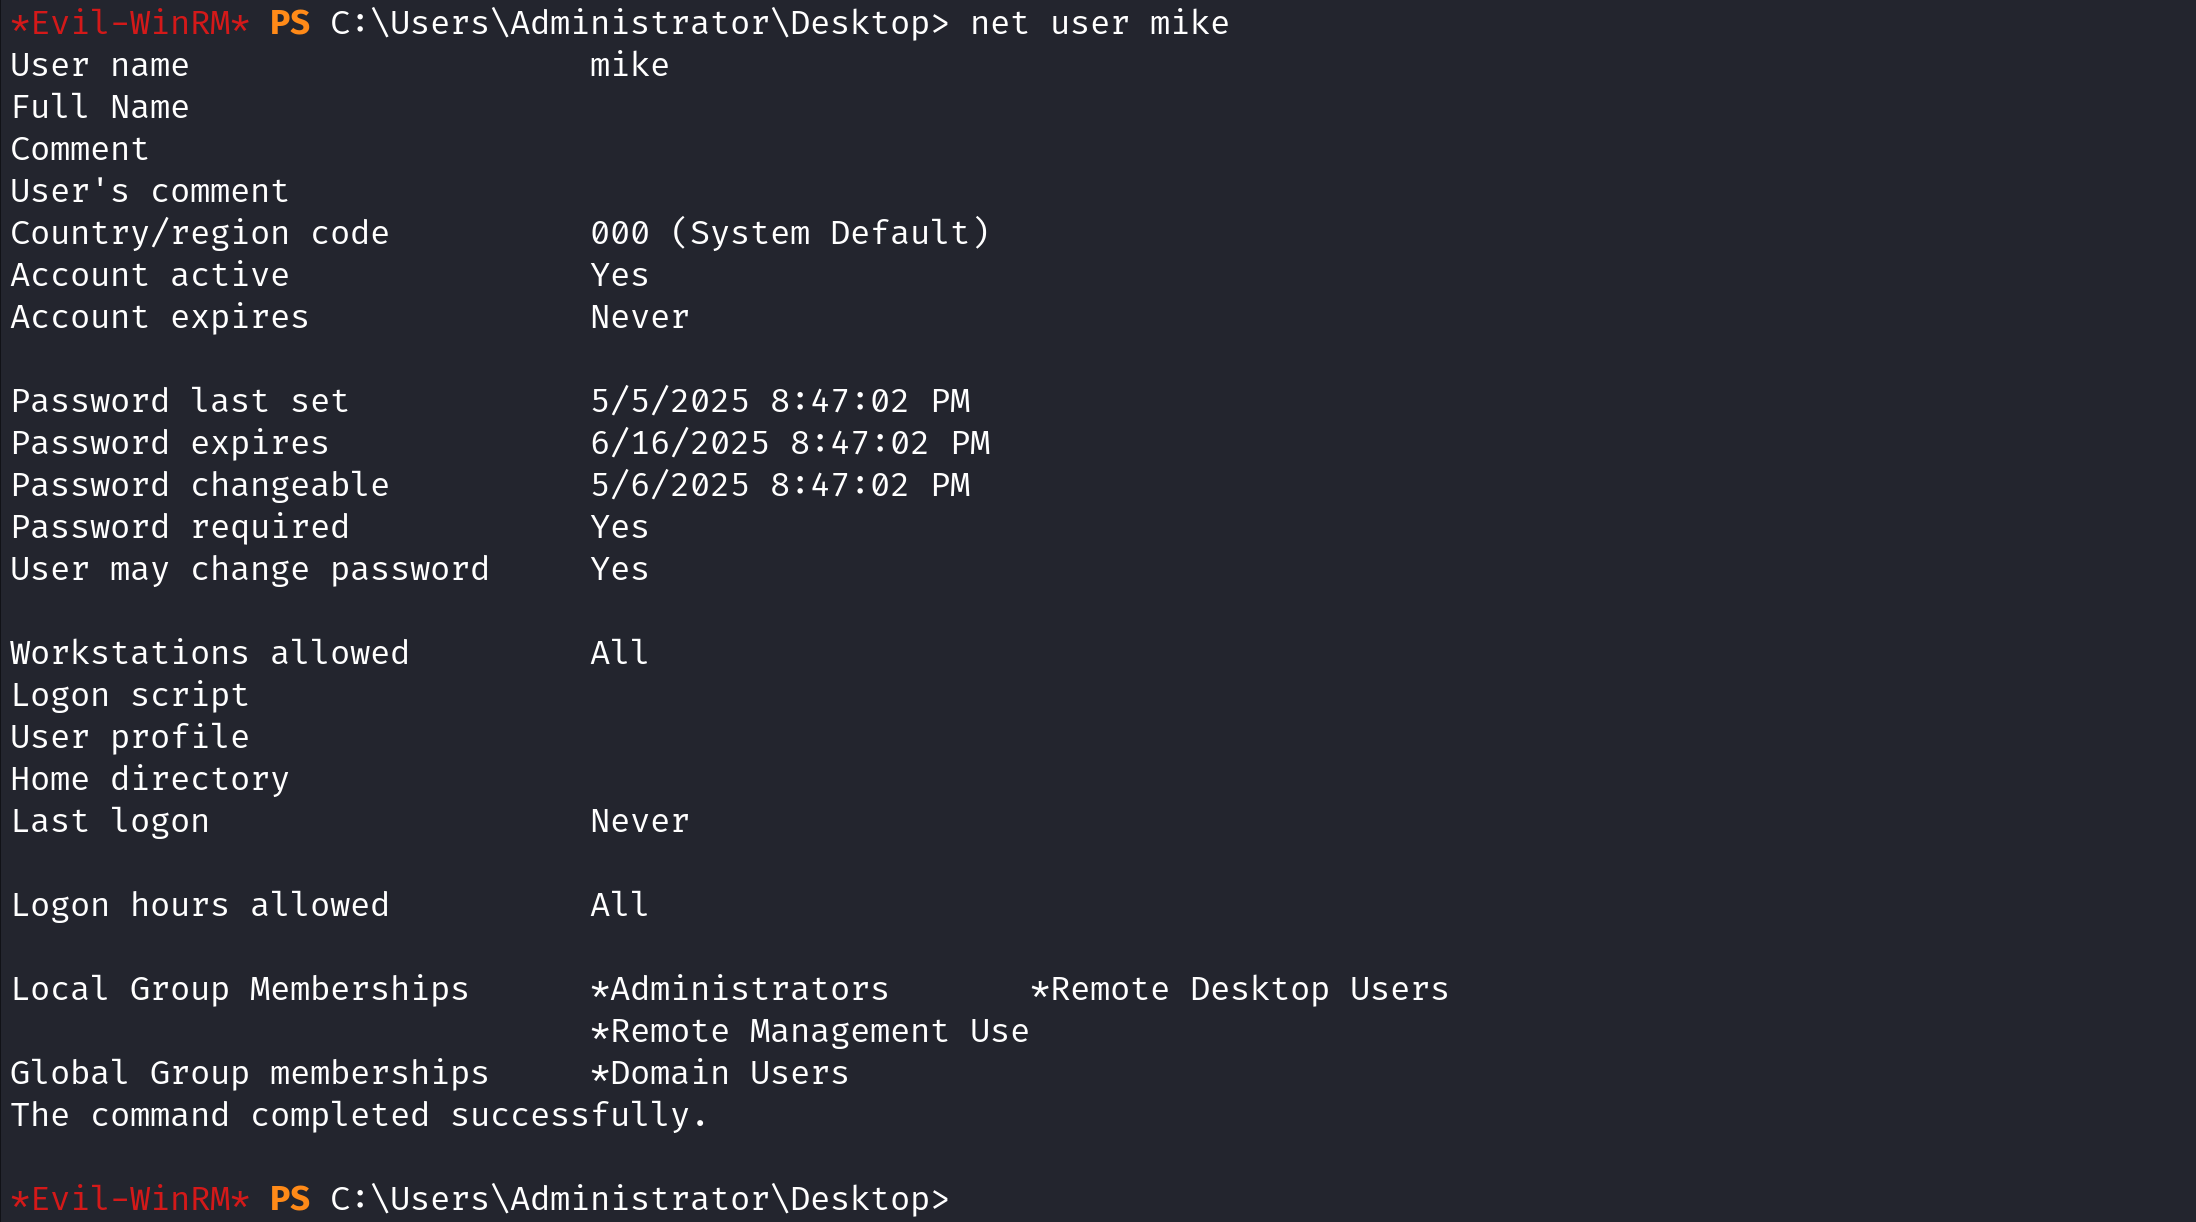 *Evil-WinRM* PS C:\Users\Administrator\Desktop> net user mike
User name                    mike
Full Name
Comment
User's comment
Country/region code          000 (System Default)
Account active               Yes
Account expires              Never

Password last set            5/5/2025 8:47:02 PM
Password expires             6/16/2025 8:47:02 PM
Password changeable          5/6/2025 8:47:02 PM
Password required            Yes
User may change password     Yes

Workstations allowed         All
Logon script
User profile
Home directory
Last logon                   Never

Logon hours allowed          All

Local Group Memberships      *Administrators       *Remote Desktop Users
                             *Remote Management Use
Global Group memberships     *Domain Users
The command completed successfully.

*Evil-WinRM* PS C:\Users\Administrator\Desktop>